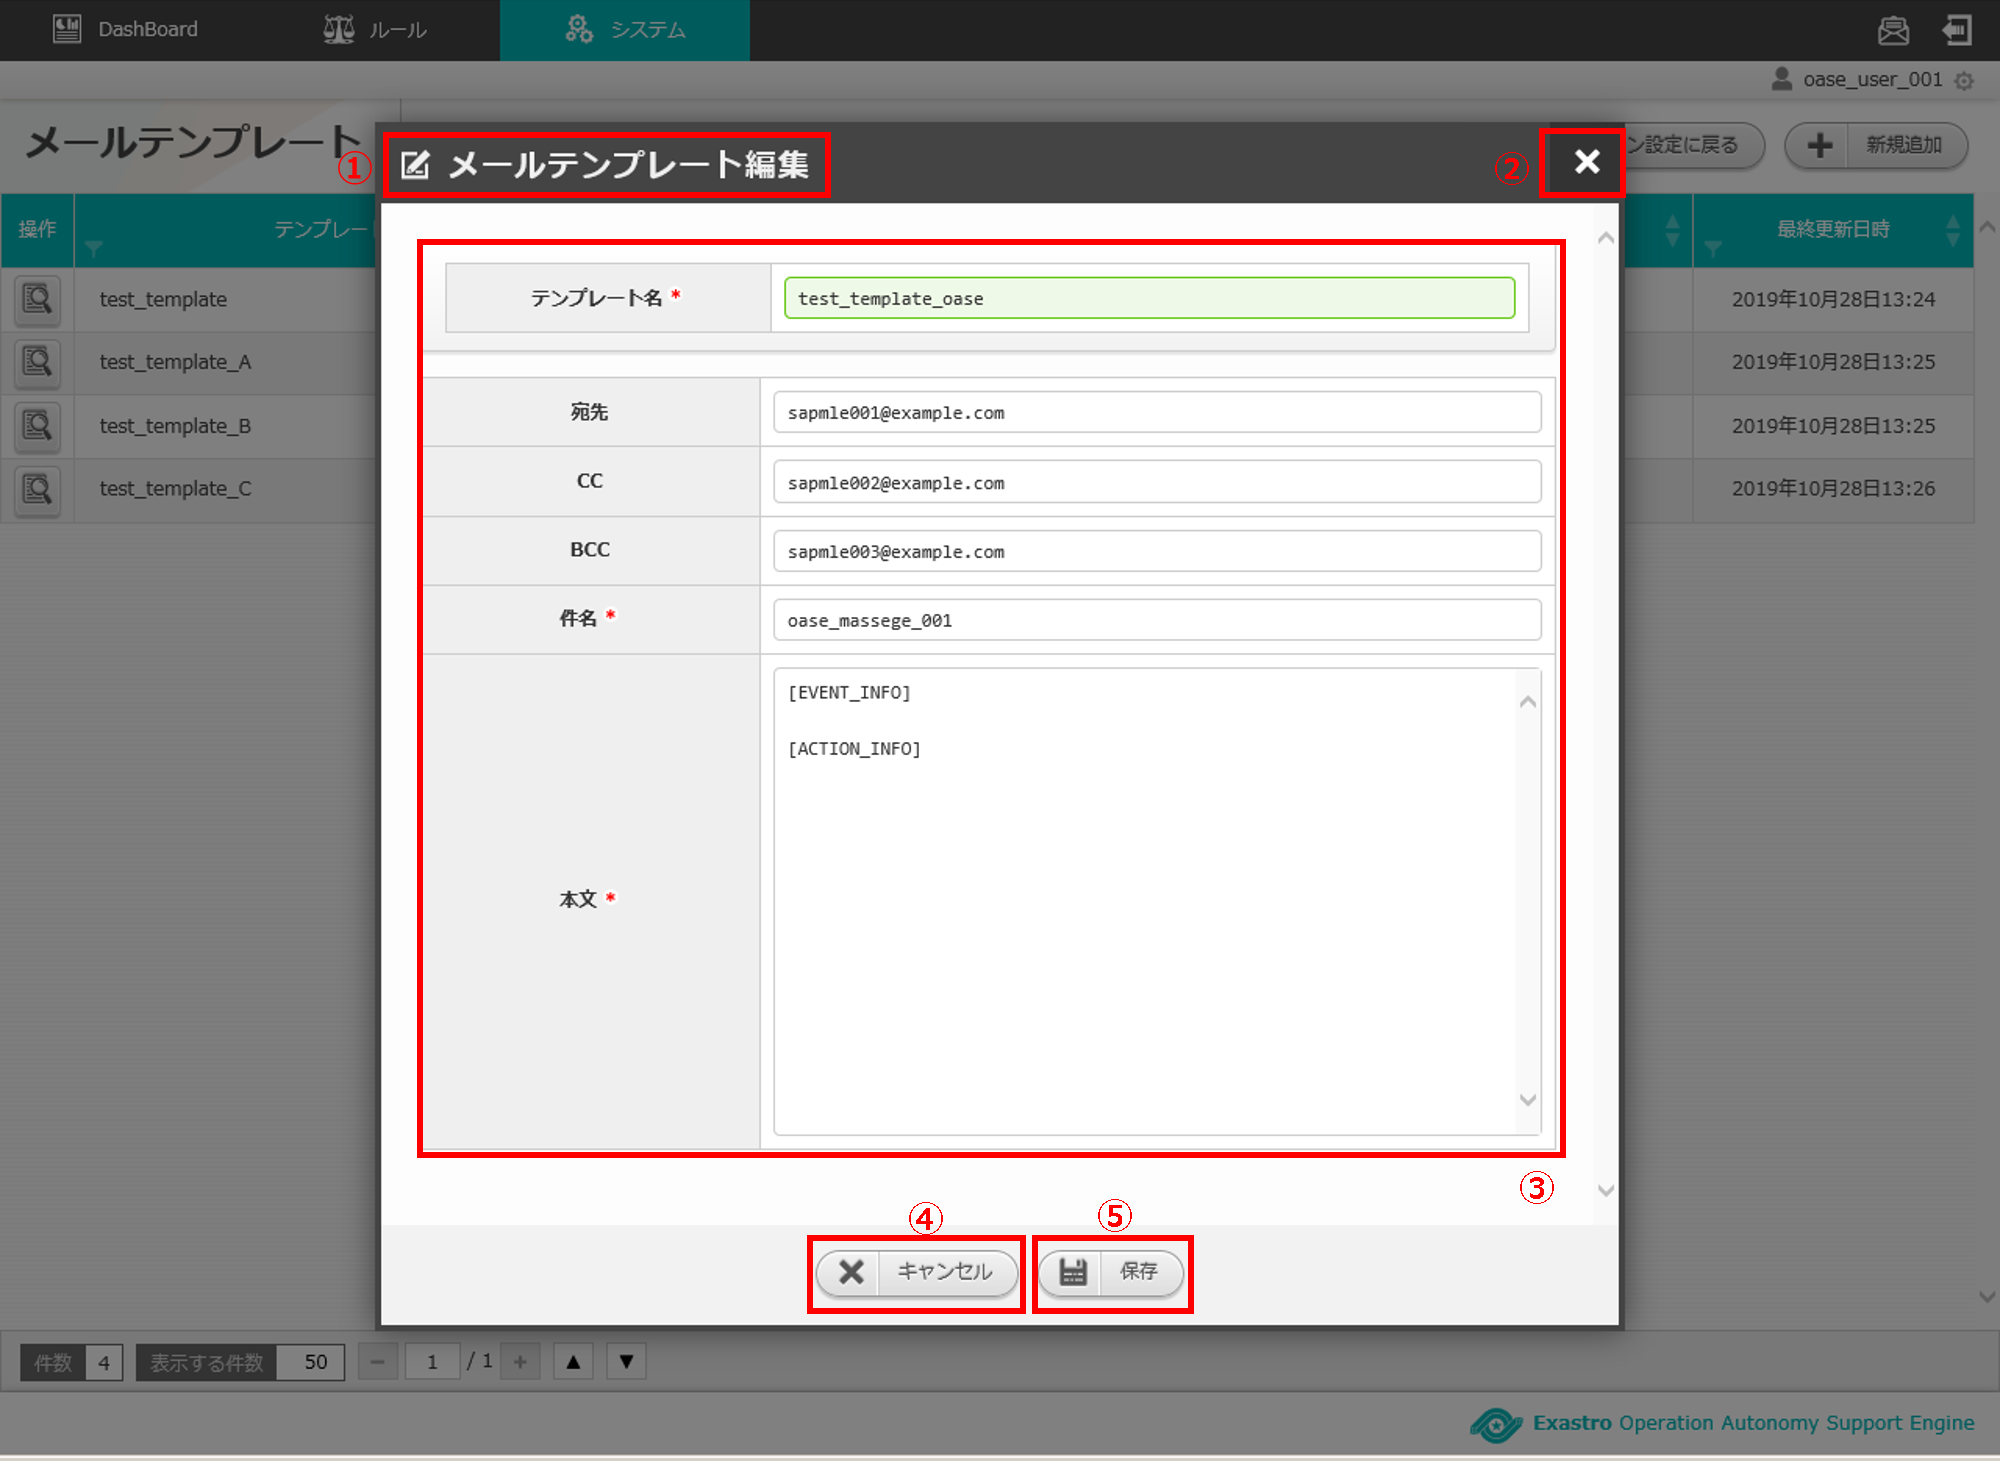 DashBoard ルール システム
oase_user_001
メールテンプレート
① メールテンプレート編集 ② ン設定に戻る 新規追加
操作 テンプレー 最終更新日時
テンプレート名 * test_template_oase
test_template 2019年10月28日13:24
test_template_A 2019年10月28日13:25
宛先 sapmle001@example.com
test_template_B 2019年10月28日13:25
CC sapmle002@example.com
test_template_C 2019年10月28日13:26
BCC sapmle003@example.com
件名 * oase_massege_001
本文 * [EVENT_INFO]
[ACTION_INFO]
③
④ ⑤
キャンセル 保存
件数 4 表示する件数 50 − 1 / 1 + ▲ ▼
Exastro Operation Autonomy Support Engine